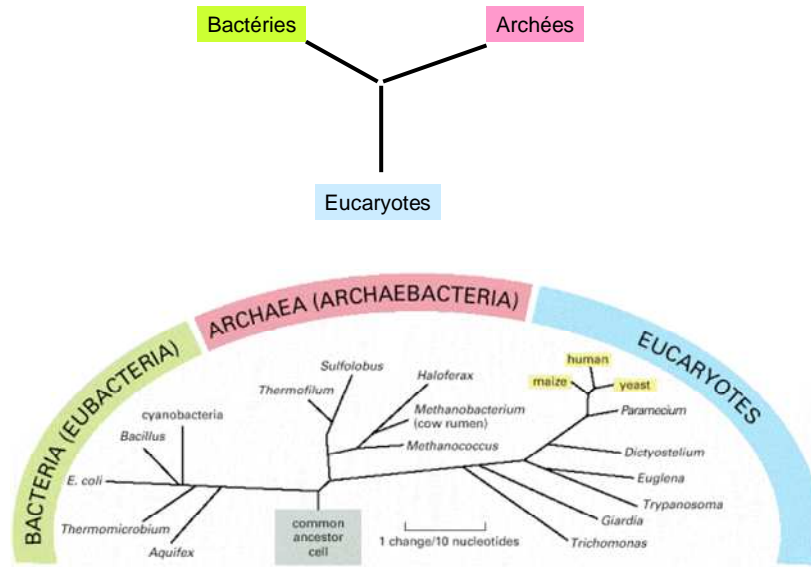 Bactéries
Archées
Eucaryotes
BACTERIA (EUBACTERIA)
ARCHAEA (ARCHAEBACTERIA)
EUCARYOTES
cyanobacteria
Bacillus
E. coli
Thermomicrobium
Aquifex
common
ancestor
cell
Thermofilum
Sulfolobus
Haloferax
Methanobacterium
(cow rumen)
Methanococcus
1 change/10 nucleotides
human
maize
yeast
Paramecium
Dictyostelium
Euglena
Trypanosoma
Giardia
Trichomonas